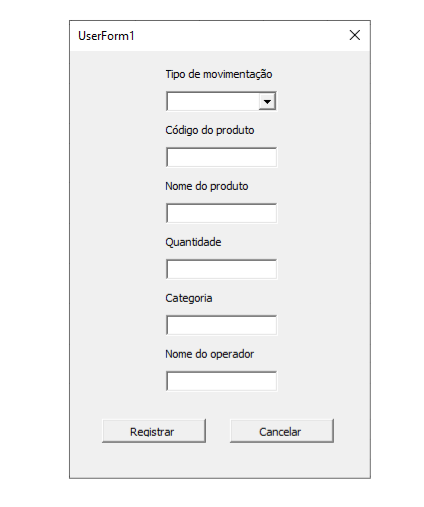 UserForm1
Tipo de movimentação
Código do produto
Nome do produto
Quantidade
Categoria
Nome do operador
Registrar Cancelar